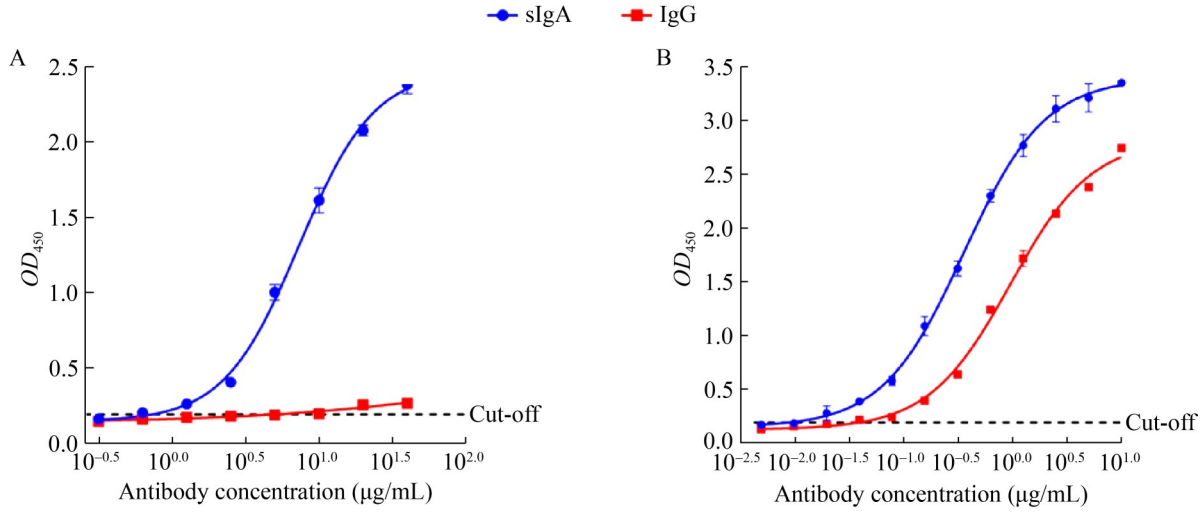 sIgA IgG
A
2.5
2.0
1.5
1.0
0.5
0.0
OD₄₅₀
Cut-off
10⁻⁰·⁵ 10⁰·⁰ 10⁰·⁵ 10¹·⁰ 10¹·⁵ 10²·⁰
Antibody concentration (μg/mL)
B
3.5
3.0
2.5
2.0
1.5
1.0
0.5
0.0
OD₄₅₀
Cut-off
10⁻²·⁵ 10⁻²·⁰ 10⁻¹·⁵ 10⁻¹·⁰ 10⁻⁰·⁵ 10⁰·⁰ 10⁰·⁵ 10¹·⁰
Antibody concentration (μg/mL)